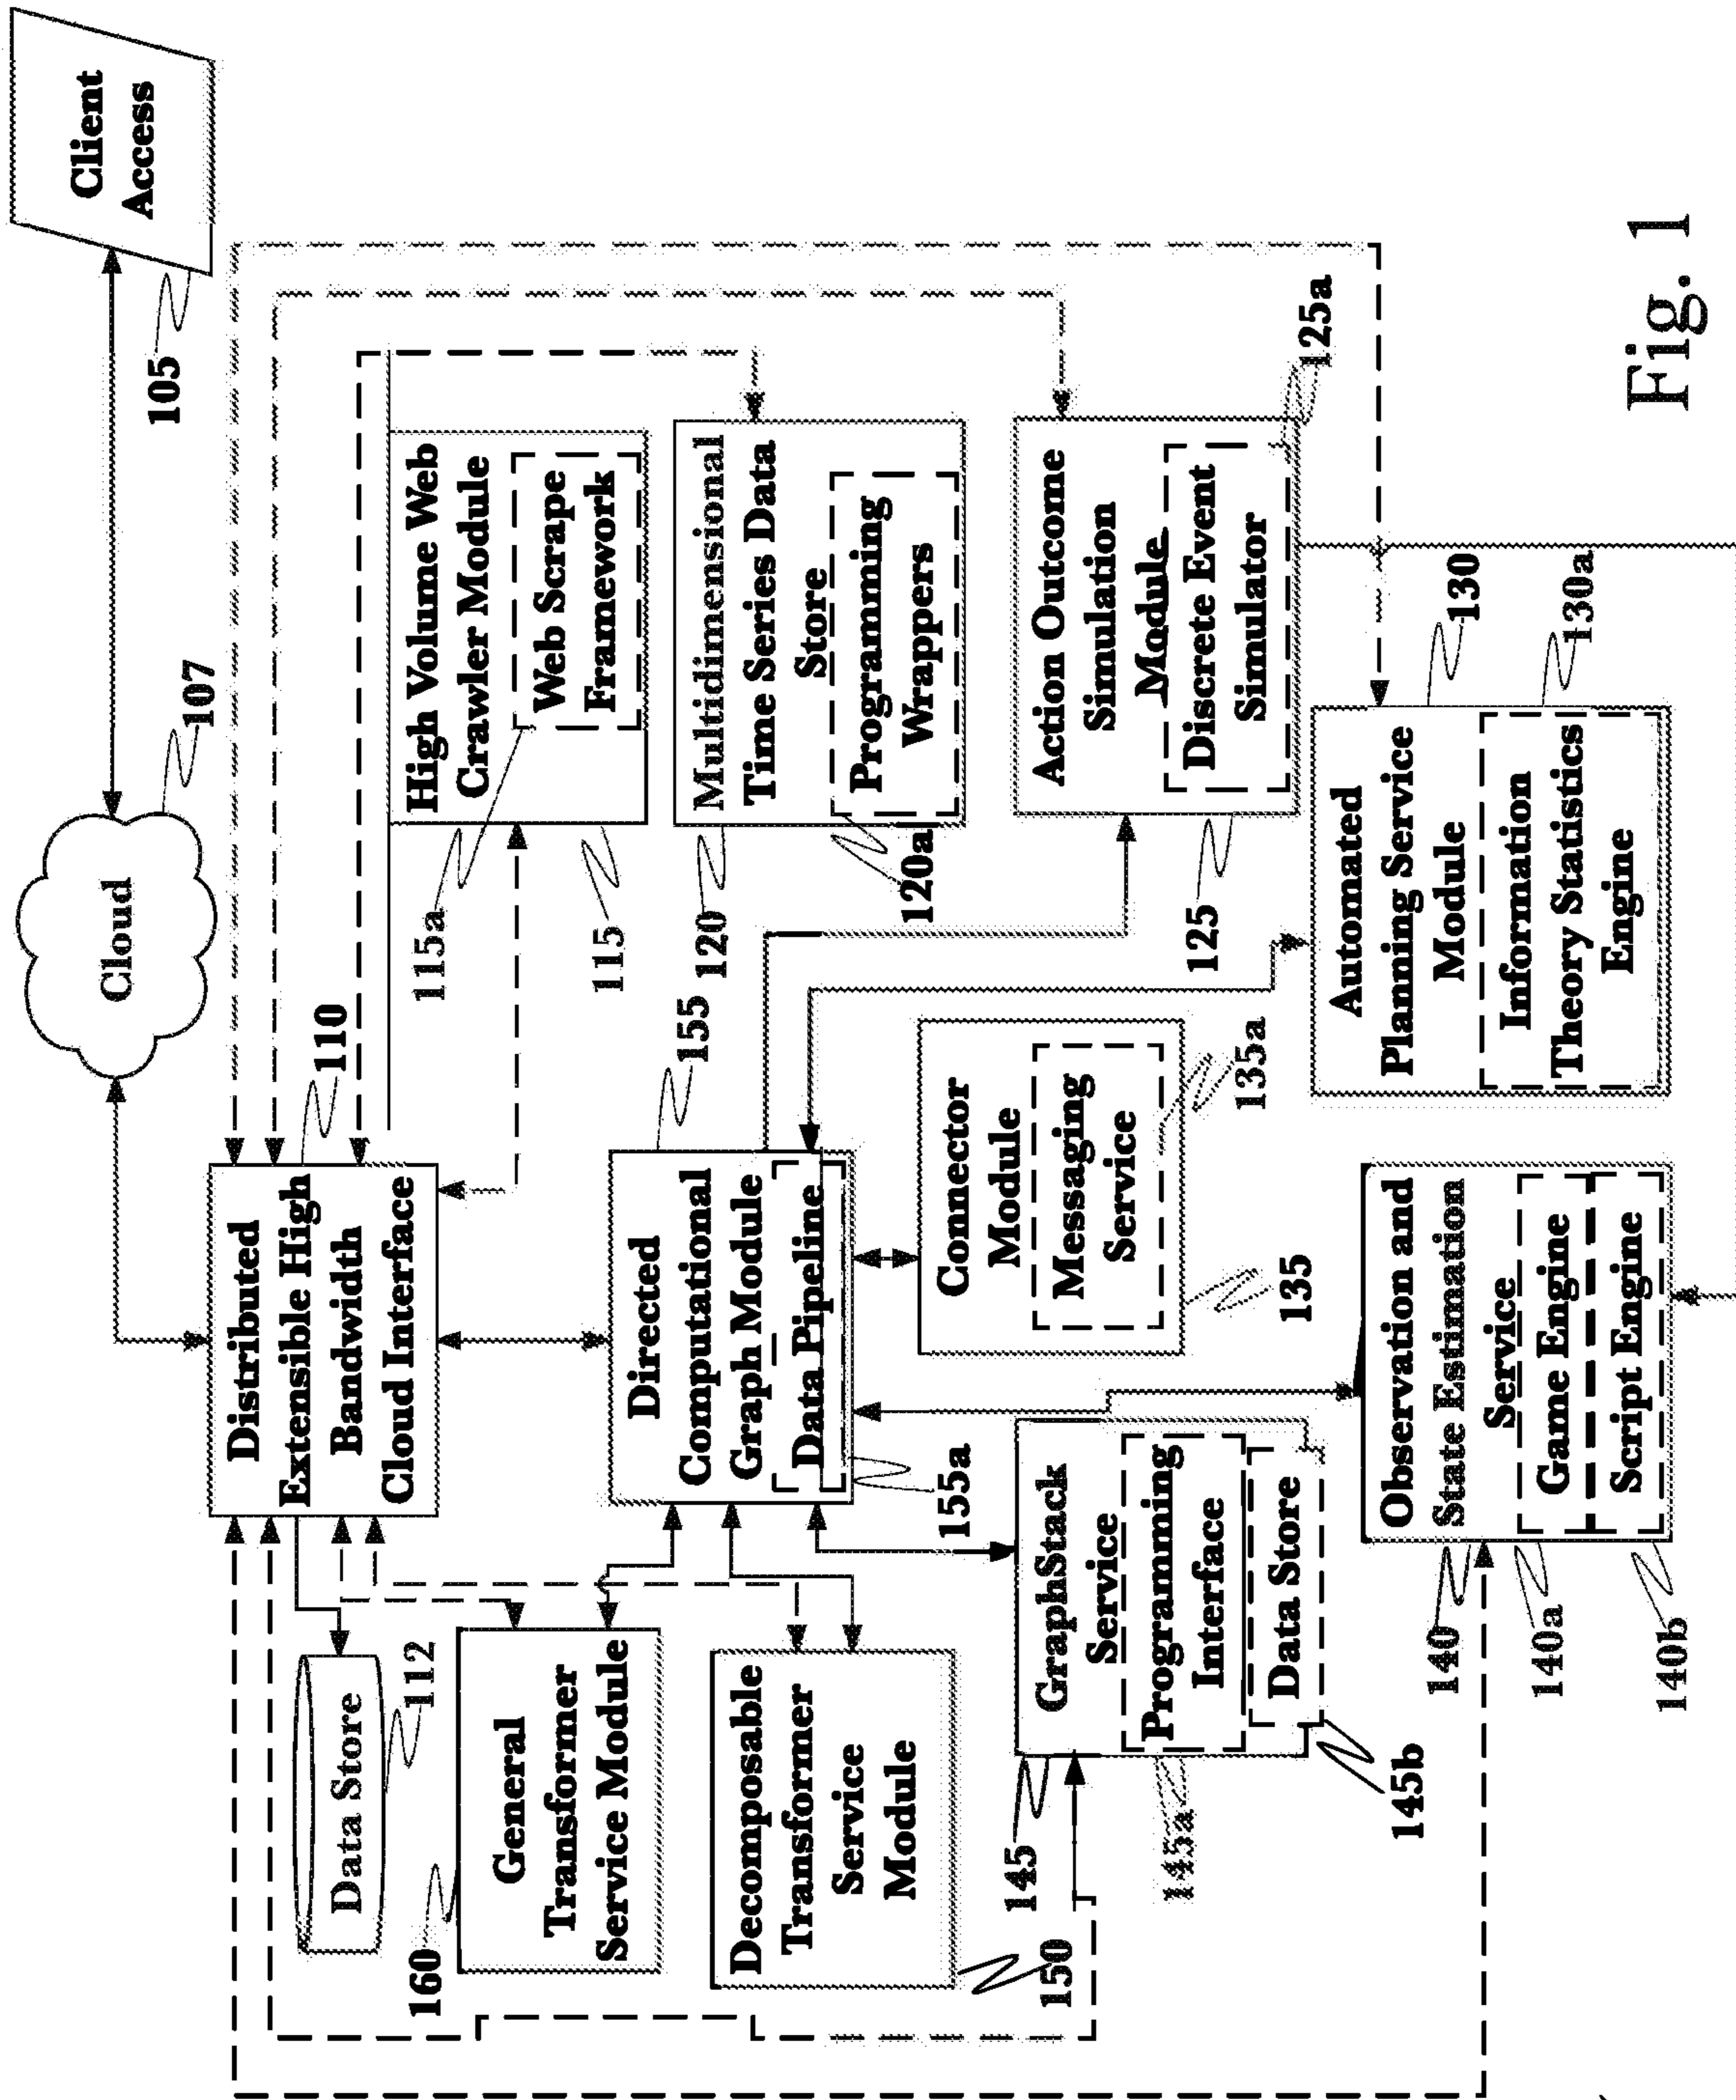 Client
Access
105
Cloud
107
Distributed
Extensible High
Bandwidth
Cloud Interface
110
Data Store
112
High Volume Web
Crawler Module
Web Scrape
Framework
115a
115
General
Transformer
Service Module
160
Directed
Computational
Graph Module
Data Pipeline
155
155a
Multidimensional
Time Series Data
Store
Programming
Wrappers
120
120a
Decomposable
Transformer
Service
Module
150
Connector
Module
Messaging
Service
135a
135
Action Outcome
Simulation
Module
Discrete Event
Simulator
125a
125
GraphStack
Service
Programming
Interface
Data Store
145
145a
145b
Observation and
State Estimation
Service
Game Engine
Script Engine
140
140a
140b
Automated
Planning Service
Module
Information
Theory Statistics
Engine
130
130a
Fig. 1